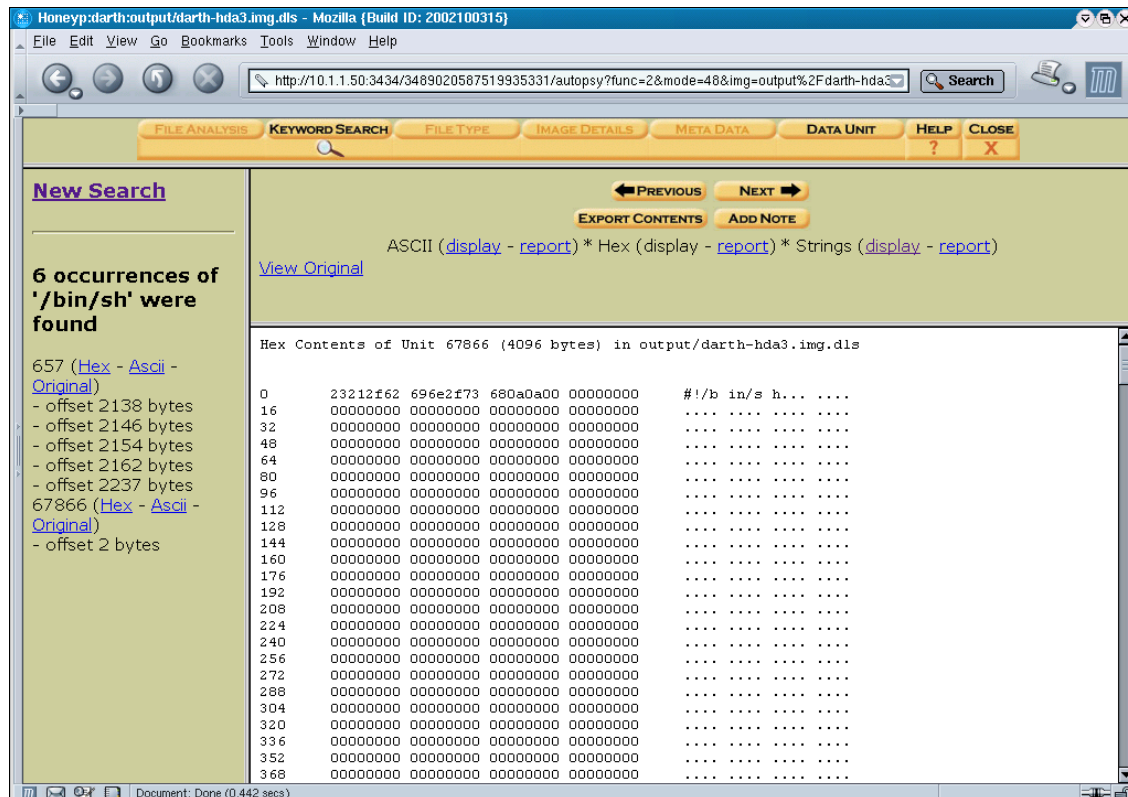 Honeyp:darth:output/darth-hda3.img.dls - Mozilla {Build ID: 2002100315}
File Edit View Go Bookmarks Tools Window Help
http://10.1.1.50:3434/3489020587519935331/autopsy?func=2&mode=48&img=output%2Fdarth-hda3 Search
FILE ANALYSIS KEYWORD SEARCH FILE TYPE IMAGE DETAILS META DATA DATA UNIT HELP CLOSE
? X
New Search
6 occurrences of
'/bin/sh' were
found
657 (Hex - Ascii -
Original)
- offset 2138 bytes
- offset 2146 bytes
- offset 2154 bytes
- offset 2162 bytes
- offset 2237 bytes
67866 (Hex - Ascii -
Original)
- offset 2 bytes
PREVIOUS NEXT
EXPORT CONTENTS ADD NOTE
ASCII (display - report) * Hex (display - report) * Strings (display - report)
View Original
Hex Contents of Unit 67866 (4096 bytes) in output/darth-hda3.img.dls
0 23212f62 696e2f73 680a0a00 00000000 #!/b in/s h... ....
16 00000000 00000000 00000000 00000000 .... .... .... ....
32 00000000 00000000 00000000 00000000 .... .... .... ....
48 00000000 00000000 00000000 00000000 .... .... .... ....
64 00000000 00000000 00000000 00000000 .... .... .... ....
80 00000000 00000000 00000000 00000000 .... .... .... ....
96 00000000 00000000 00000000 00000000 .... .... .... ....
112 00000000 00000000 00000000 00000000 .... .... .... ....
128 00000000 00000000 00000000 00000000 .... .... .... ....
144 00000000 00000000 00000000 00000000 .... .... .... ....
160 00000000 00000000 00000000 00000000 .... .... .... ....
176 00000000 00000000 00000000 00000000 .... .... .... ....
192 00000000 00000000 00000000 00000000 .... .... .... ....
208 00000000 00000000 00000000 00000000 .... .... .... ....
224 00000000 00000000 00000000 00000000 .... .... .... ....
240 00000000 00000000 00000000 00000000 .... .... .... ....
256 00000000 00000000 00000000 00000000 .... .... .... ....
272 00000000 00000000 00000000 00000000 .... .... .... ....
288 00000000 00000000 00000000 00000000 .... .... .... ....
304 00000000 00000000 00000000 00000000 .... .... .... ....
320 00000000 00000000 00000000 00000000 .... .... .... ....
336 00000000 00000000 00000000 00000000 .... .... .... ....
352 00000000 00000000 00000000 00000000 .... .... .... ....
368 00000000 00000000 00000000 00000000 .... .... .... ....
Document: Done (0.442 secs)